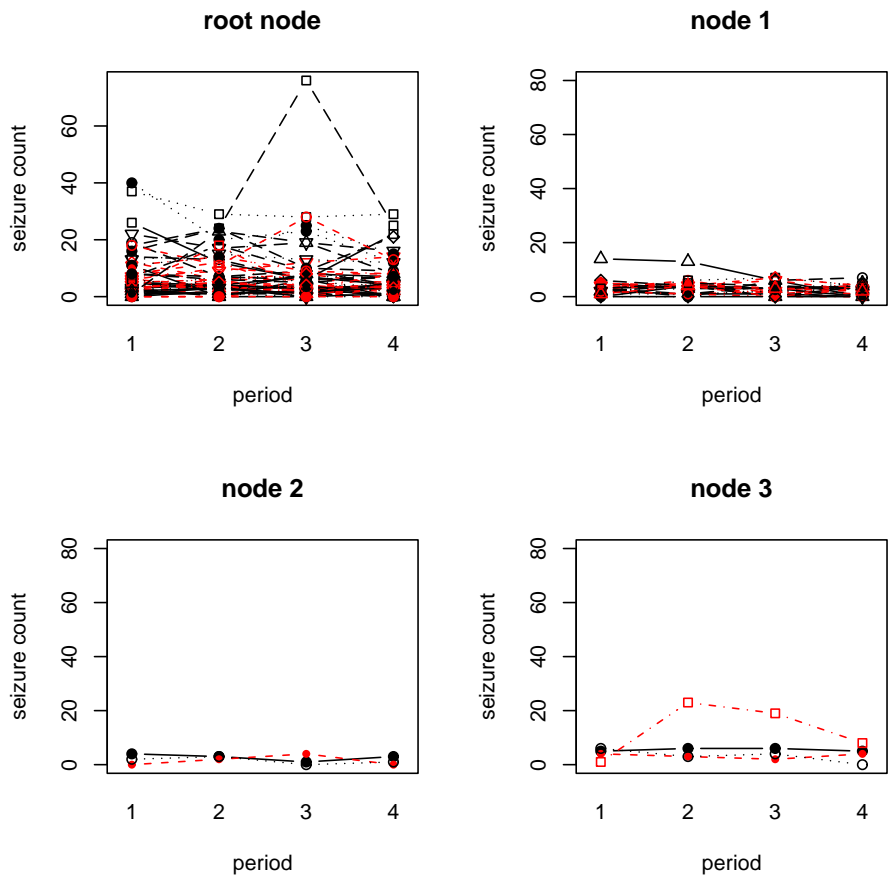 root node
seizure count
0 20 40 60
1 2 3 4
period
node 1
seizure count
0 20 40 60 80
1 2 3 4
period
node 2
seizure count
0 20 40 60 80
1 2 3 4
period
node 3
seizure count
0 20 40 60 80
1 2 3 4
period